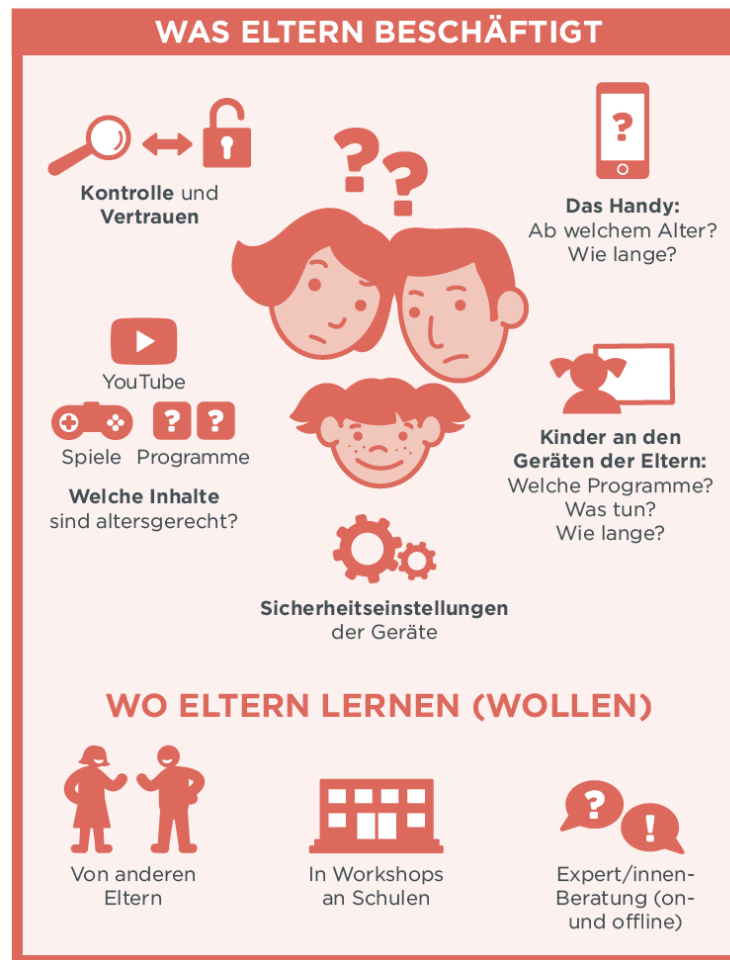 WAS ELTERN BESCHÄFTIGT
Kontrolle und
Vertrauen
?
?
?
Das Handy:
Ab welchem Alter?
Wie lange?
YouTube
? ?
Spiele Programme
Welche Inhalte
sind altersgerecht?
Kinder an den
Geräten der Eltern:
Welche Programme?
Was tun?
Wie lange?
Sicherheitseinstellungen
der Geräte
WO ELTERN LERNEN (WOLLEN)
Von anderen
Eltern
In Workshops
an Schulen
?
!
Expert/innen-
Beratung (on-
und offline)